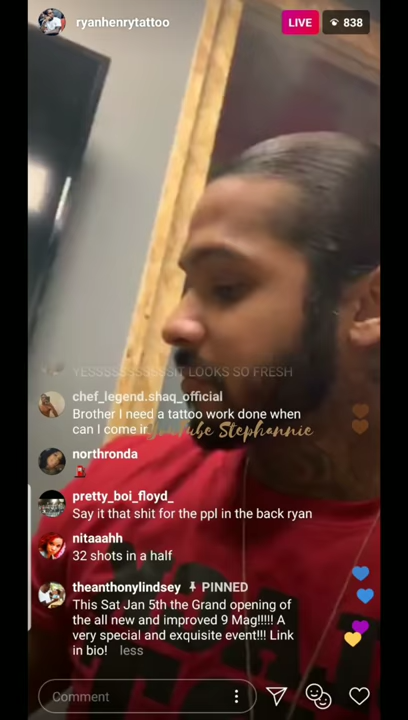 ryanhenrytattoo
LIVE
838
YESSSSSSSSSSIT LOOKS SO FRESH
chef_legend.shaq_official
Brother I need a tattoo work done when
can I come in
YouTube Stephannie
northronda
pretty_boi_floyd_
Say it that shit for the ppl in the back ryan
nitaaahh
32 shots in a half
theanthonylindsey PINNED
This Sat Jan 5th the Grand opening of
the all new and improved 9 Mag!!!!! A
very special and exquisite event!!! Link
in bio! less
Comment